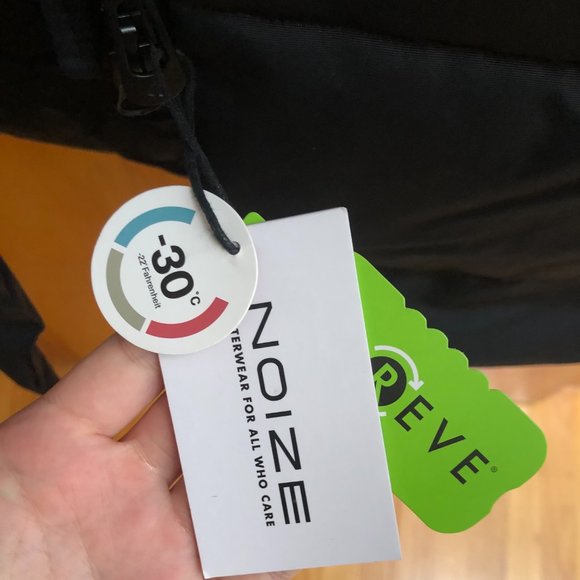 -30°C
-22°Fahrenheit
NOIZE
TERWEAR FOR ALL WHO CARE
REVE®